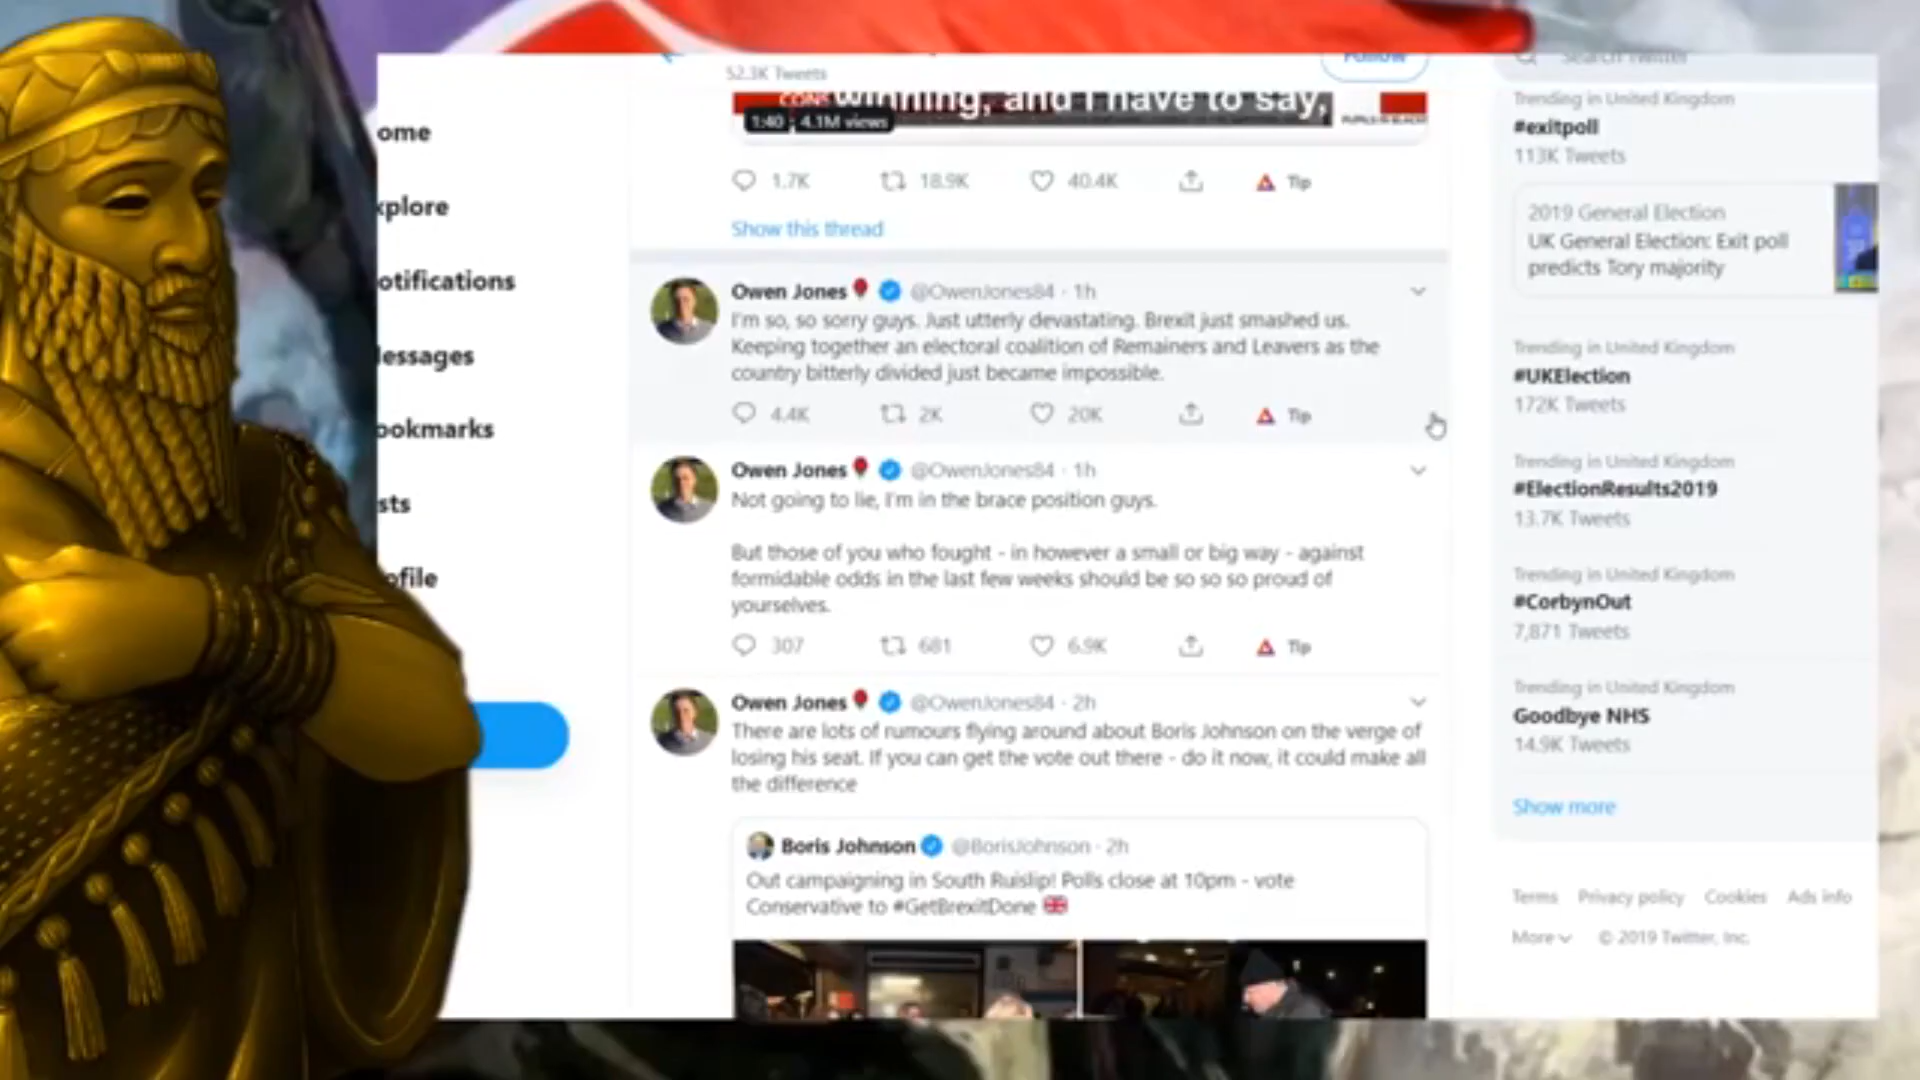 ome
xplore
otifications
essages
ookmarks
sts
ofile
52.3K Tweets
Follow
CONS
winning, and I have to say,
1:40 · 4.1M views
1.7K 18.9K 40.4K Tip
Show this thread
Owen Jones @OwenJones84 · 1h
I'm so, so sorry guys. Just utterly devastating. Brexit just smashed us.
Keeping together an electoral coalition of Remainers and Leavers as the
country bitterly divided just became impossible.
4.4K 2K 20K Tip
Owen Jones @OwenJones84 · 1h
Not going to lie, I'm in the brace position guys.
But those of you who fought - in however a small or big way - against
formidable odds in the last few weeks should be so so so proud of
yourselves.
307 681 6.9K Tip
Owen Jones @OwenJones84 · 2h
There are lots of rumours flying around about Boris Johnson on the verge of
losing his seat. If you can get the vote out there - do it now, it could make all
the difference
Boris Johnson @BorisJohnson · 2h
Out campaigning in South Ruislip! Polls close at 10pm - vote
Conservative to #GetBrexitDone
Search Twitter
Trending in United Kingdom
#exitpoll
113K Tweets
2019 General Election
UK General Election: Exit poll
predicts Tory majority
Trending in United Kingdom
#UKElection
172K Tweets
Trending in United Kingdom
#ElectionResults2019
13.7K Tweets
Trending in United Kingdom
#CorbynOut
7,871 Tweets
Trending in United Kingdom
Goodbye NHS
14.9K Tweets
Show more
Terms Privacy policy Cookies Ads info
More © 2019 Twitter, Inc.